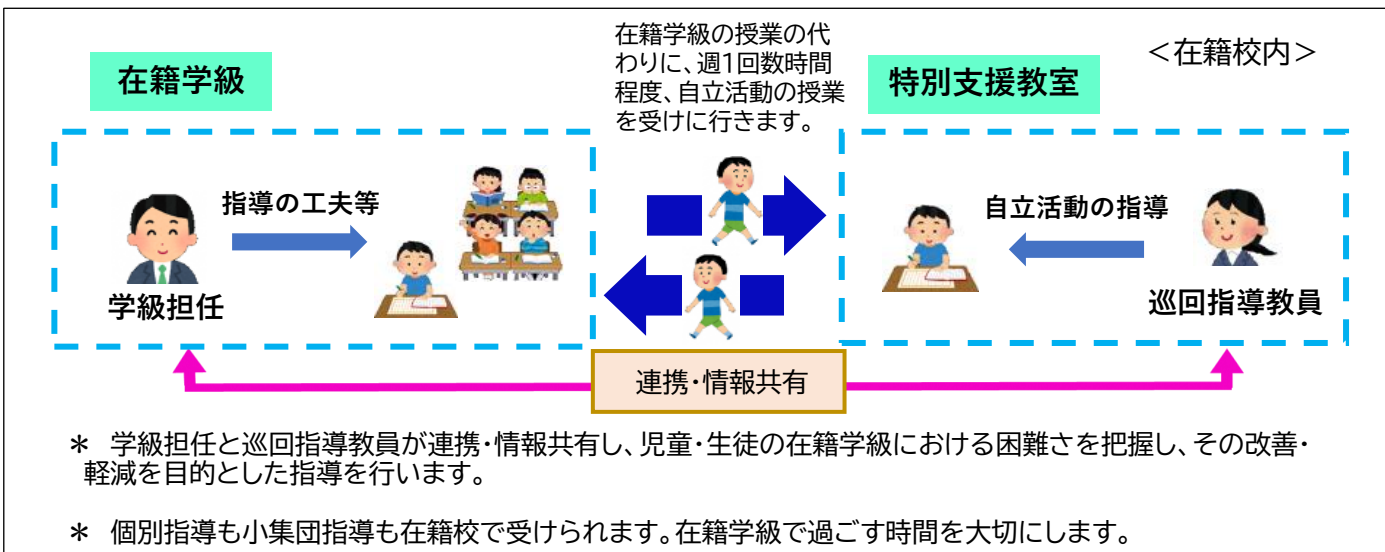 在籍学級の授業の代
わりに、週1回数時間
程度、自立活動の授業
を受けに行きます。
＜在籍校内＞
在籍学級
特別支援教室
指導の工夫等
自立活動の指導
学級担任
巡回指導教員
連携・情報共有
＊　学級担任と巡回指導教員が連携・情報共有し、児童・生徒の在籍学級における困難さを把握し、その改善・
軽減を目的とした指導を行います。
＊　個別指導も小集団指導も在籍校で受けられます。在籍学級で過ごす時間を大切にします。